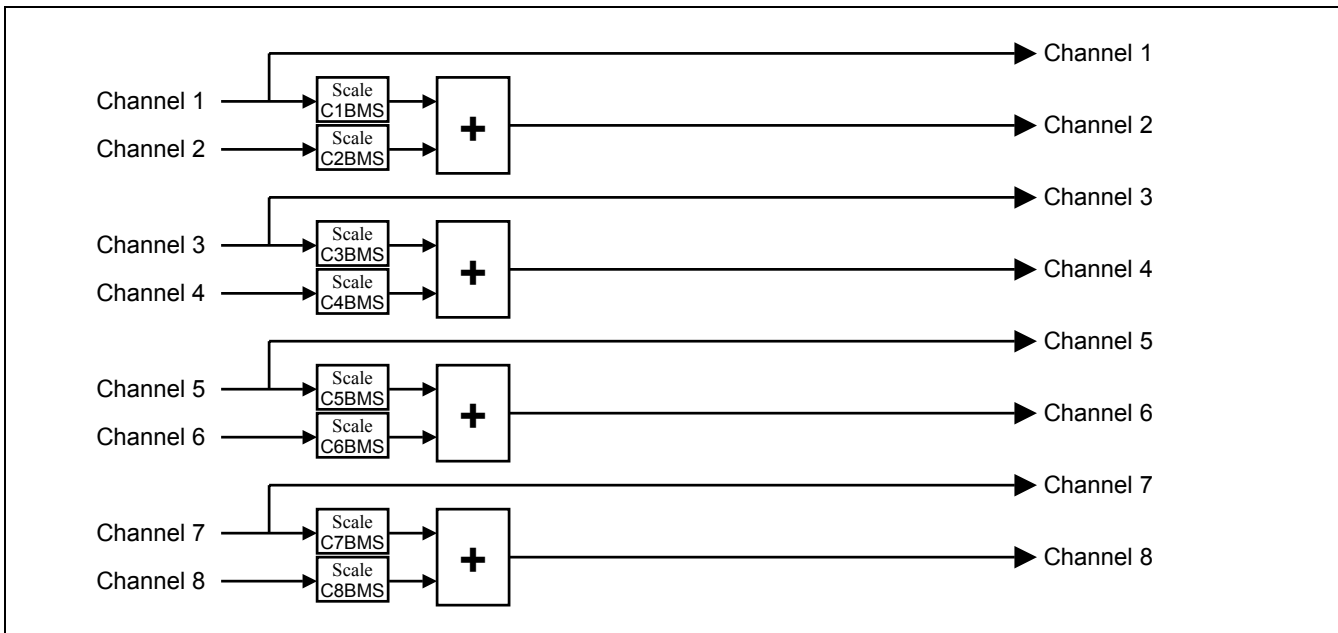 Channel 1
Channel 1
Scale
C1BMS
+
Channel 2
Channel 2
Scale
C2BMS
Channel 3
Channel 3
Scale
C3BMS
+
Channel 4
Channel 4
Scale
C4BMS
Channel 5
Channel 5
Scale
C5BMS
+
Channel 6
Channel 6
Scale
C6BMS
Channel 7
Channel 7
Scale
C7BMS
+
Channel 8
Channel 8
Scale
C8BMS